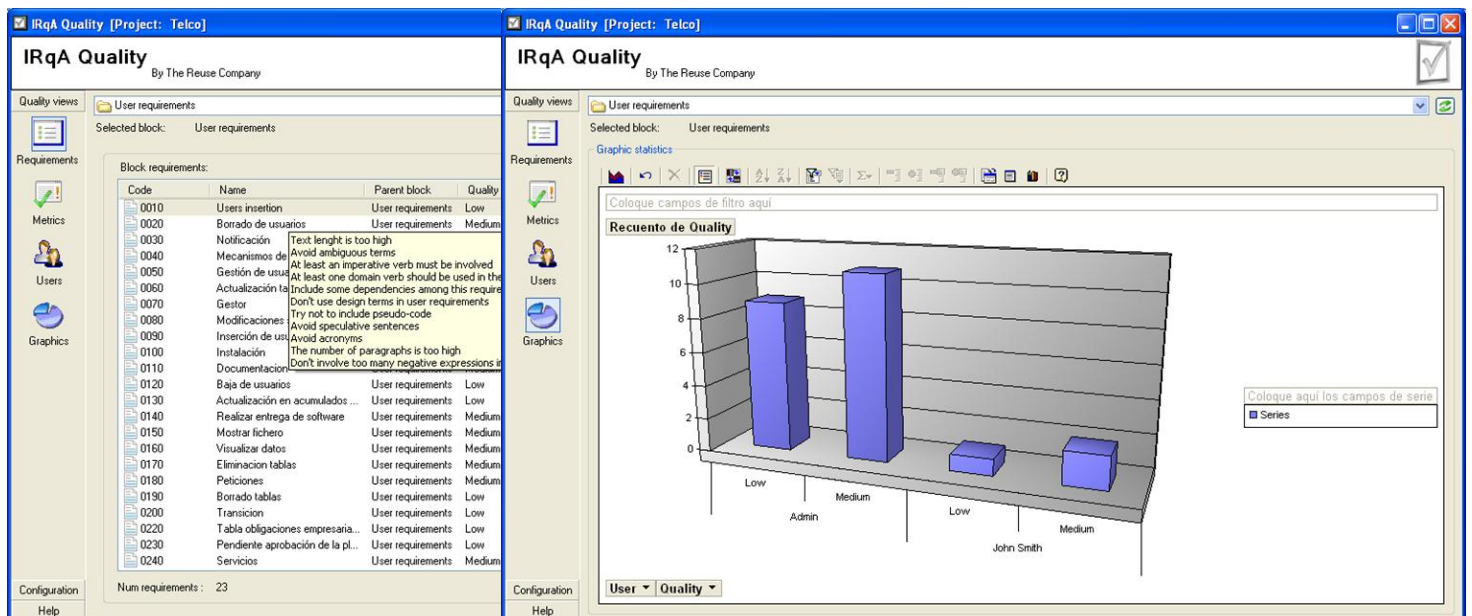 IRqA Quality [Project: Telco]
IRqA Quality
By The Reuse Company
Quality views
User requirements
Selected block: User requirements
Requirements
Metrics
Users
Graphics
Block requirements:
Code Name Parent block Quality
0010 Users insertion User requirements Low
0020 Borrado de usuarios User requirements Medium
0030 Notificación
0040 Mecanismos de
0050 Gestión de usua
0060 Actualización ta
0070 Gestor
0080 Modificaciones
0090 Inserción de usu
0100 Instalación
0110 Documentacion
Text lenght is too high
Avoid ambiguous terms
At least an imperative verb must be involved
At least one domain verb should be used in the
Include some dependencies among this require
Don't use design terms in user requirements
Try not to include pseudo-code
Avoid speculative sentences
Avoid acronyms
The number of paragraphs is too high
Don't involve too many negative expressions in
0120 Baja de usuarios User requirements Low
0130 Actualización en acumulados ... User requirements Low
0140 Realizar entrega de software User requirements Medium
0150 Mostrar fichero User requirements Medium
0160 Visualizar datos User requirements Medium
0170 Eliminacion tablas User requirements Medium
0180 Peticiones User requirements Medium
0190 Borrado tablas User requirements Low
0200 Transicion User requirements Low
0220 Tabla obligaciones empresaria... User requirements Low
0230 Pendiente aprobación de la pl... User requirements Low
0240 Servicios User requirements Medium
Num requirements : 23
Configuration
Help
IRqA Quality [Project: Telco]
IRqA Quality
By The Reuse Company
Quality views
User requirements
Selected block: User requirements
Requirements
Metrics
Users
Graphics
Graphic statistics
Coloque campos de filtro aquí
Recuento de Quality
12
10
8
6
4
2
0
Low
Medium
Low
Medium
Admin
John Smith
Coloque aquí los campos de serie
Series
User Quality
Configuration
Help